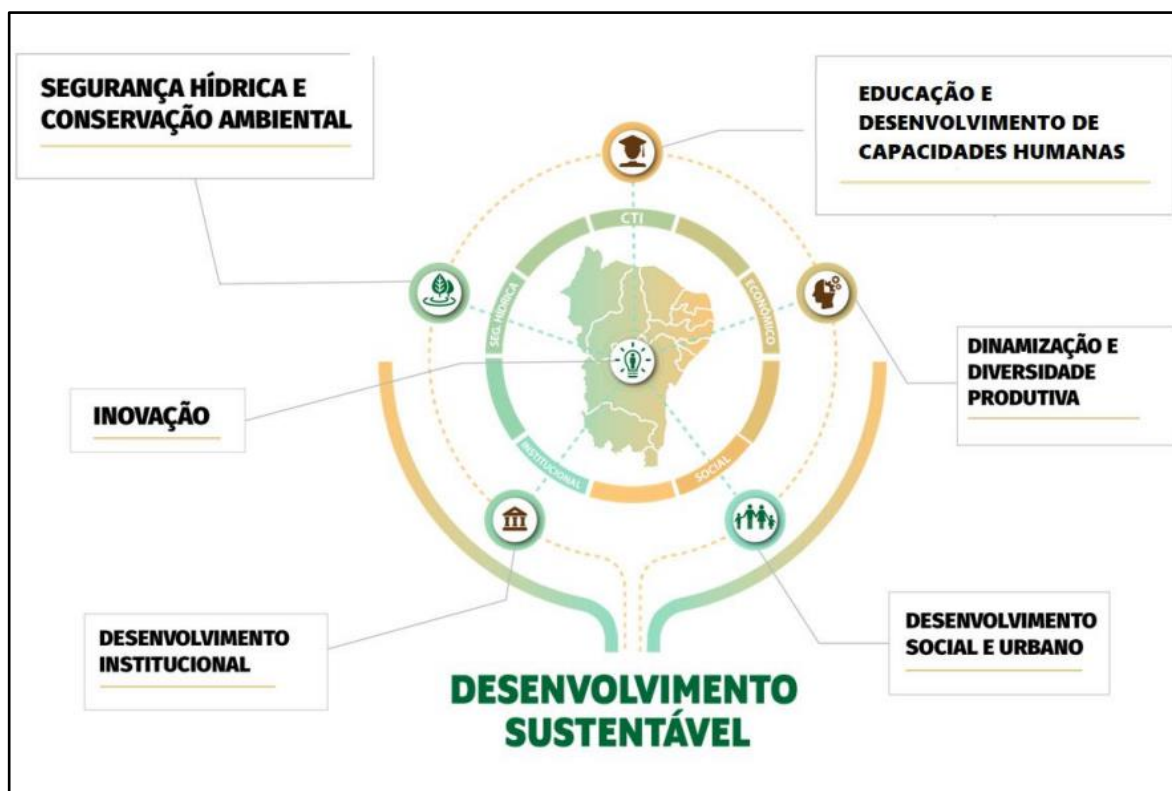 SEGURANÇA HÍDRICA E
CONSERVAÇÃO AMBIENTAL
EDUCAÇÃO E
DESENVOLVIMENTO DE
CAPACIDADES HUMANAS
CTI
SEG. HÍDRICA
ECONÔMICO
INSTITUCIONAL
SOCIAL
INOVAÇÃO
DINAMIZAÇÃO E
DIVERSIDADE
PRODUTIVA
DESENVOLVIMENTO
INSTITUCIONAL
DESENVOLVIMENTO
SOCIAL E URBANO
DESENVOLVIMENTO
SUSTENTÁVEL